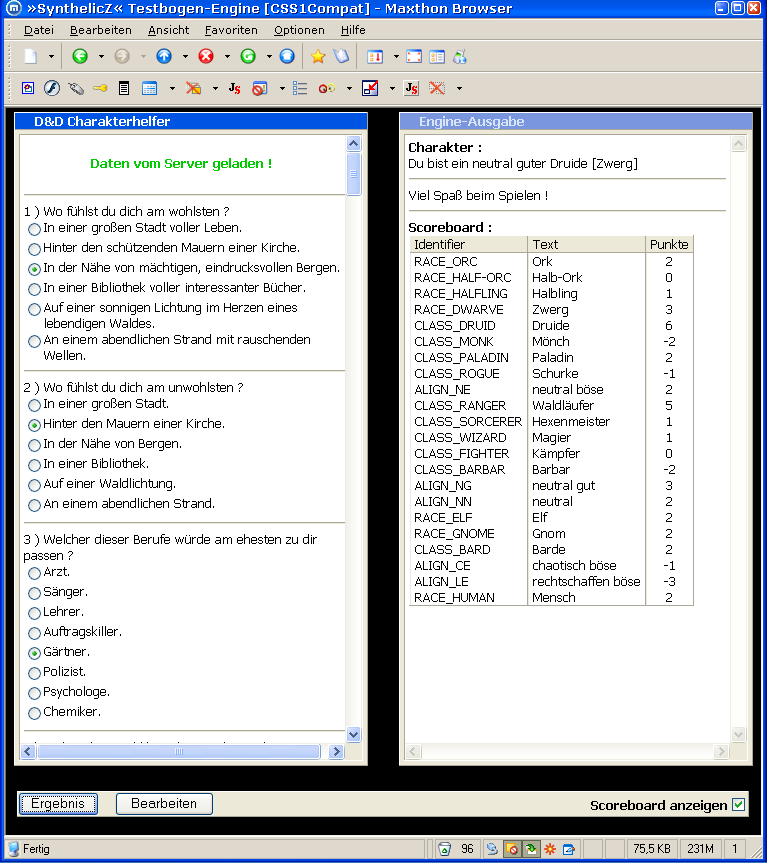 »SynthelicZ« Testbogen-Engine [CSS1Compat] - Maxthon Browser
Datei Bearbeiten Ansicht Favoriten Optionen Hilfe
D&D Charakterhelfer
Daten vom Server geladen !
1 ) Wo fühlst du dich am wohlsten ?
In einer großen Stadt voller Leben.
Hinter den schützenden Mauern einer Kirche.
In der Nähe von mächtigen, eindrucksvollen Bergen.
In einer Bibliothek voller interessanter Bücher.
Auf einer sonnigen Lichtung im Herzen eines
lebendigen Waldes.
An einem abendlichen Strand mit rauschenden
Wellen.
2 ) Wo fühlst du dich am unwohlsten ?
In einer großen Stadt.
Hinter den Mauern einer Kirche.
In der Nähe von Bergen.
In einer Bibliothek.
Auf einer Waldlichtung.
An einem abendlichen Strand.
3 ) Welcher dieser Berufe würde am ehesten zu dir
passen ?
Arzt.
Sänger.
Lehrer.
Auftragskiller.
Gärtner.
Polizist.
Psychologe.
Chemiker.
Engine-Ausgabe
Charakter :
Du bist ein neutral guter Druide [Zwerg]
Viel Spaß beim Spielen !
Scoreboard :
Identifier Text Punkte
RACE_ORC Ork 2
RACE_HALF-ORC Halb-Ork 0
RACE_HALFLING Halbling 1
RACE_DWARVE Zwerg 3
CLASS_DRUID Druide 6
CLASS_MONK Mönch -2
CLASS_PALADIN Paladin 2
CLASS_ROGUE Schurke -1
ALIGN_NE neutral böse 2
CLASS_RANGER Waldläufer 5
CLASS_SORCERER Hexenmeister 1
CLASS_WIZARD Magier 1
CLASS_FIGHTER Kämpfer 0
CLASS_BARBAR Barbar -2
ALIGN_NG neutral gut 3
ALIGN_NN neutral 2
RACE_ELF Elf 2
RACE_GNOME Gnom 2
CLASS_BARD Barde 2
ALIGN_CE chaotisch böse -1
ALIGN_LE rechtschaffen böse -3
RACE_HUMAN Mensch 2
Ergebnis Bearbeiten Scoreboard anzeigen
Fertig 96 75,5 KB 231M 1